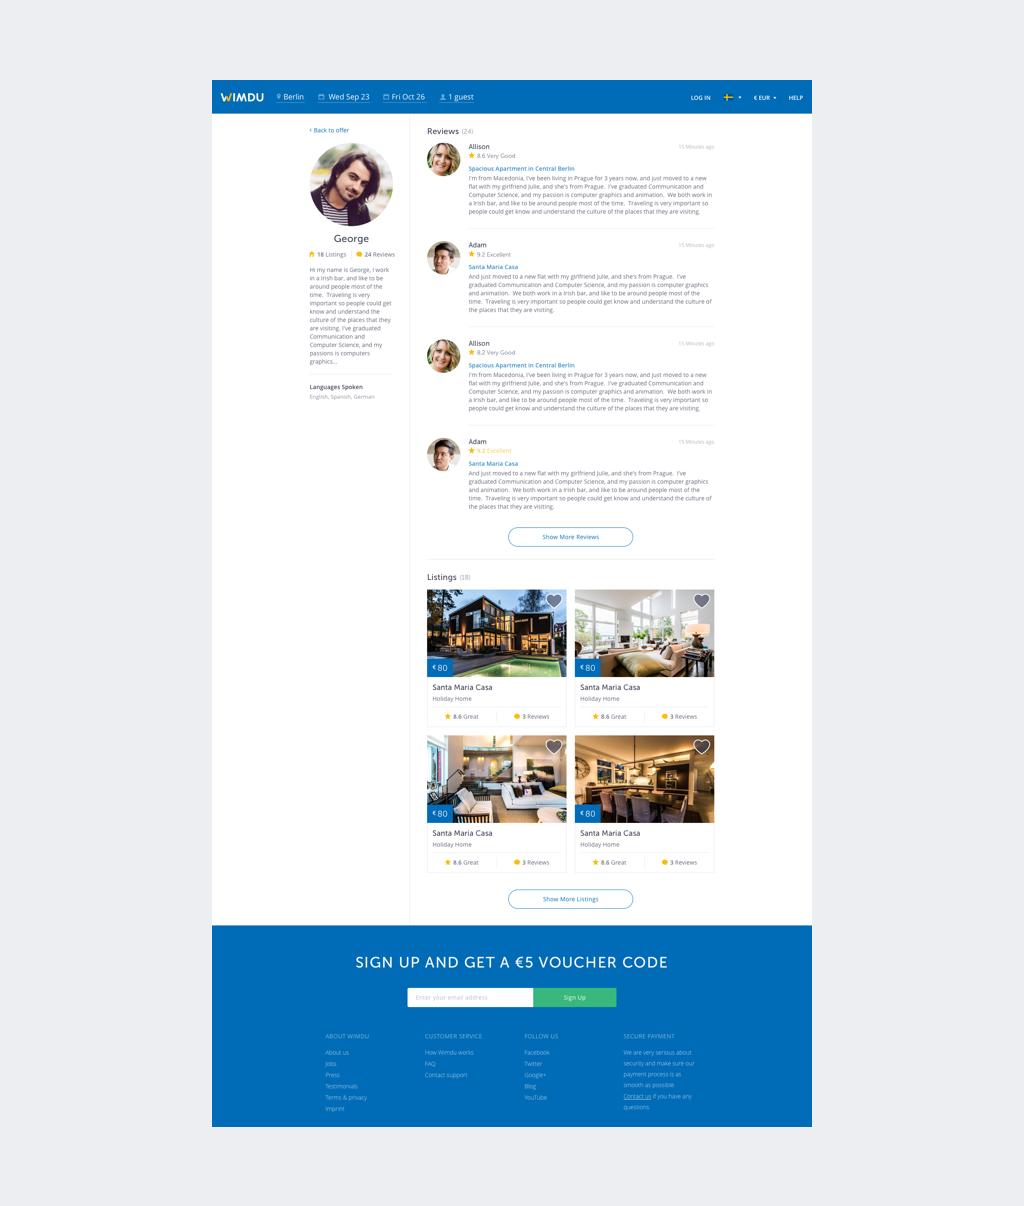 WIMDU Berlin Wed Sep 23 Fri Oct 26 1 guest LOG IN € EUR HELP
Back to offer
George
18 Listings 24 Reviews
Hi my name is George, I work
in a Irish bar, and like to be
around people most of the
time. Traveling is very
important so people could get
know and understand the
culture of the places that they
are visiting. I've graduated
Communication and
Computer Science, and my
passions is computers
graphics...
Languages Spoken
English, Spanish, German
Reviews (24)
Allison 15 Minutes ago
8.6 Very Good
Spacious Apartment in Central Berlin
I'm from Macedonia, I've been living in Prague for 3 years now, and just moved to a new
flat with my girlfriend Julie, and she's from Prague. I've graduated Communication and
Computer Science, and my passion is computer graphics and animation. We both work in
a Irish bar, and like to be around people most of the time. Traveling is very important so
people could get know and understand the culture of the places that they are visiting.
Adam 15 Minutes ago
9.2 Excellent
Santa Maria Casa
And just moved to a new flat with my girlfriend Julie, and she's from Prague. I've
graduated Communication and Computer Science, and my passion is computer graphics
and animation. We both work in a Irish bar, and like to be around people most of the
time. Traveling is very important so people could get know and understand the culture of
the places that they are visiting.
Allison 15 Minutes ago
8.2 Very Good
Spacious Apartment in Central Berlin
I'm from Macedonia, I've been living in Prague for 3 years now, and just moved to a new
flat with my girlfriend Julie, and she's from Prague. I've graduated Communication and
Computer Science, and my passion is computer graphics and animation. We both work in
a Irish bar, and like to be around people most of the time. Traveling is very important so
people could get know and understand the culture of the places that they are visiting.
Adam 15 Minutes ago
9.2 Excellent
Santa Maria Casa
And just moved to a new flat with my girlfriend Julie, and she's from Prague. I've
graduated Communication and Computer Science, and my passion is computer graphics
and animation. We both work in a Irish bar, and like to be around people most of the
time. Traveling is very important so people could get know and understand the culture of
the places that they are visiting.
Show More Reviews
Listings (18)
€ 80 € 80
Santa Maria Casa Santa Maria Casa
Holiday Home Holiday Home
8.6 Great 3 Reviews 8.6 Great 3 Reviews
€ 80 € 80
Santa Maria Casa Santa Maria Casa
Holiday Home Holiday Home
8.6 Great 3 Reviews 8.6 Great 3 Reviews
Show More Listings
SIGN UP AND GET A €5 VOUCHER CODE
Enter your email address Sign Up
ABOUT WIMDU
About us
Jobs
Press
Testimonials
Terms & privacy
Imprint
CUSTOMER SERVICE
How Wimdu works
FAQ
Contact support
FOLLOW US
Facebook
Twitter
Google+
Blog
YouTube
SECURE PAYMENT
We are very serious about
security and make sure our
payment process is as
smooth as possible.
Contact us if you have any
questions.